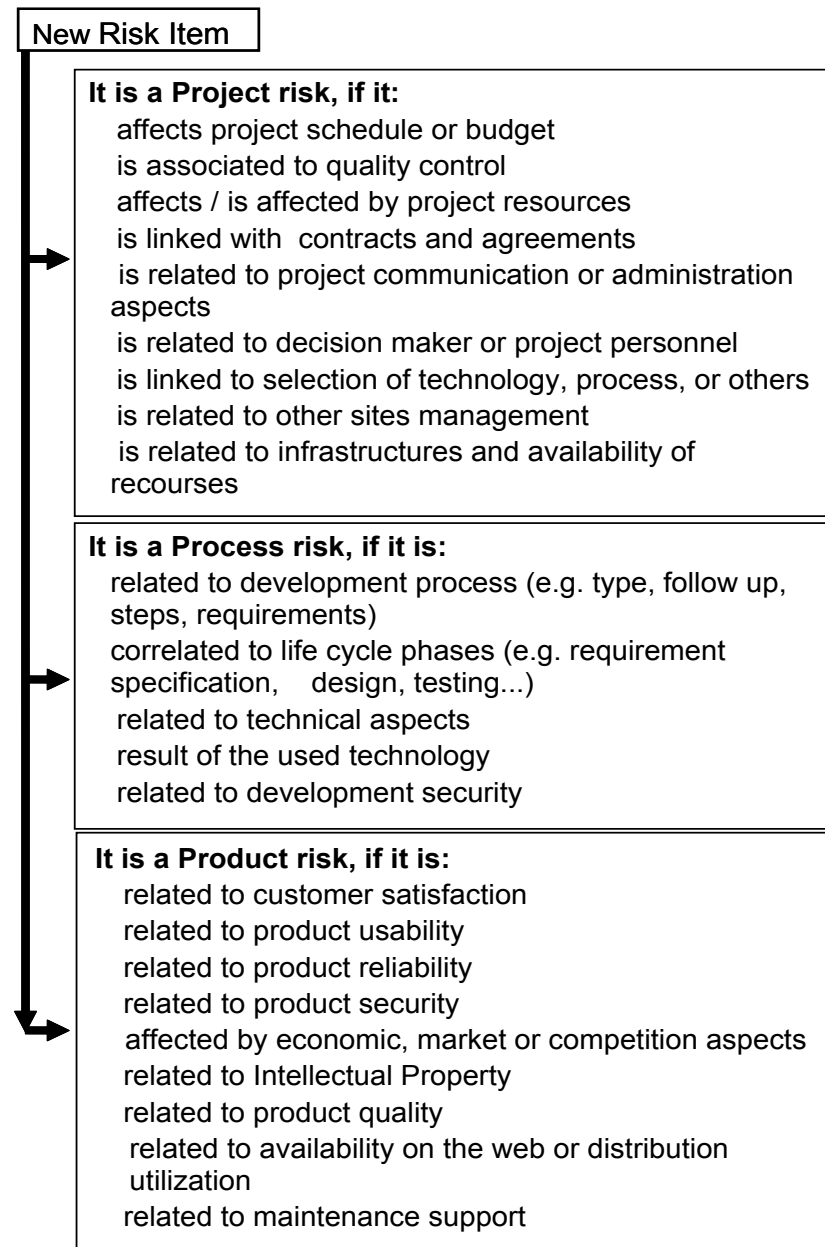 New Risk Item
It is a Project risk, if it:
affects project schedule or budget
is associated to quality control
affects / is affected by project resources
is linked with contracts and agreements
is related to project communication or administration
aspects
is related to decision maker or project personnel
is linked to selection of technology, process, or others
is related to other sites management
is related to infrastructures and availability of
recourses
It is a Process risk, if it is:
related to development process (e.g. type, follow up,
steps, requirements)
correlated to life cycle phases (e.g. requirement
specification, design, testing...)
related to technical aspects
result of the used technology
related to development security
It is a Product risk, if it is:
related to customer satisfaction
related to product usability
related to product reliability
related to product security
affected by economic, market or competition aspects
related to Intellectual Property
related to product quality
related to availability on the web or distribution
utilization
related to maintenance support